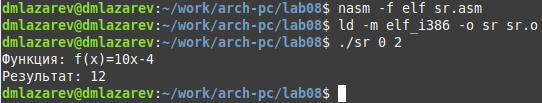 dmlazarev@dmlazarev:~/work/arch-pc/lab08$ nasm -f elf sr.asm
dmlazarev@dmlazarev:~/work/arch-pc/lab08$ ld -m elf_i386 -o sr sr.o
dmlazarev@dmlazarev:~/work/arch-pc/lab08$ ./sr 0 2
Функция: f(x)=10x-4
Результат: 12
dmlazarev@dmlazarev:~/work/arch-pc/lab08$